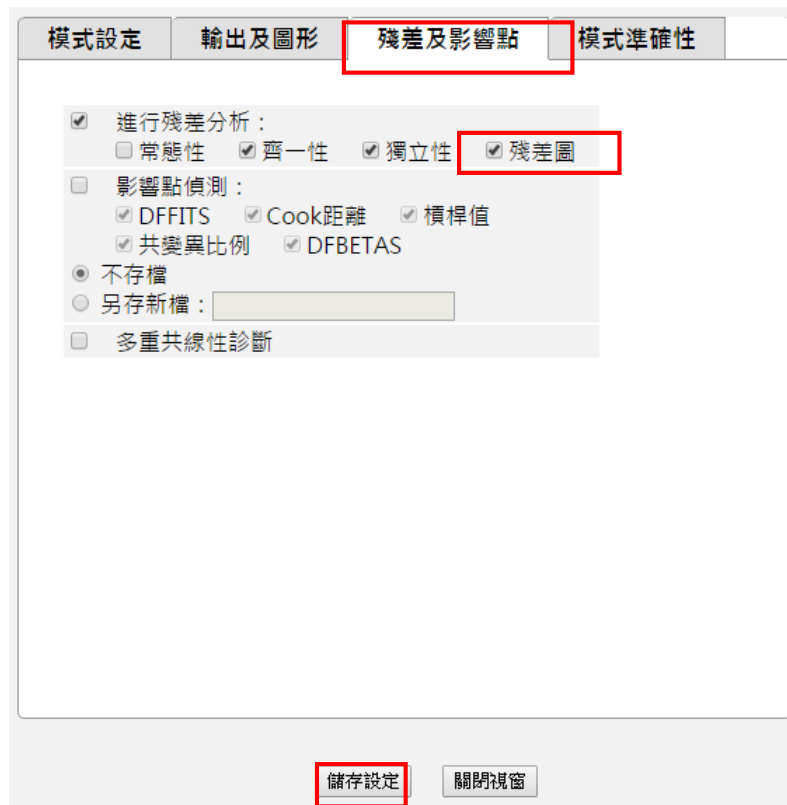 模式設定 輸出及圖形 殘差及影響點 模式準確性
進行殘差分析：
常態性 齊一性 獨立性 殘差圖
影響點偵測：
DFFITS Cook距離 槓桿值
共變異比例 DFBETAS
不存檔
另存新檔：
多重共線性診斷
儲存設定 關閉視窗